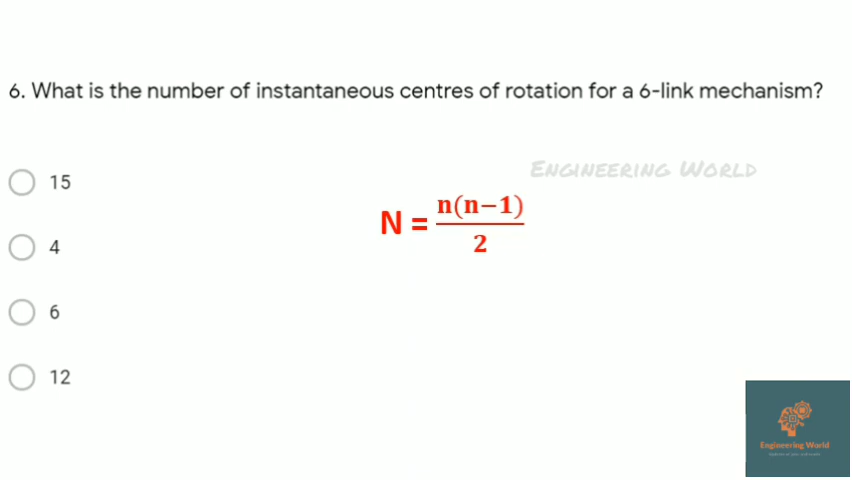 6. What is the number of instantaneous centres of rotation for a 6-link mechanism?
ENGINEERING WORLD
15
N = n(n−1)
2
4
6
12
Engineering World